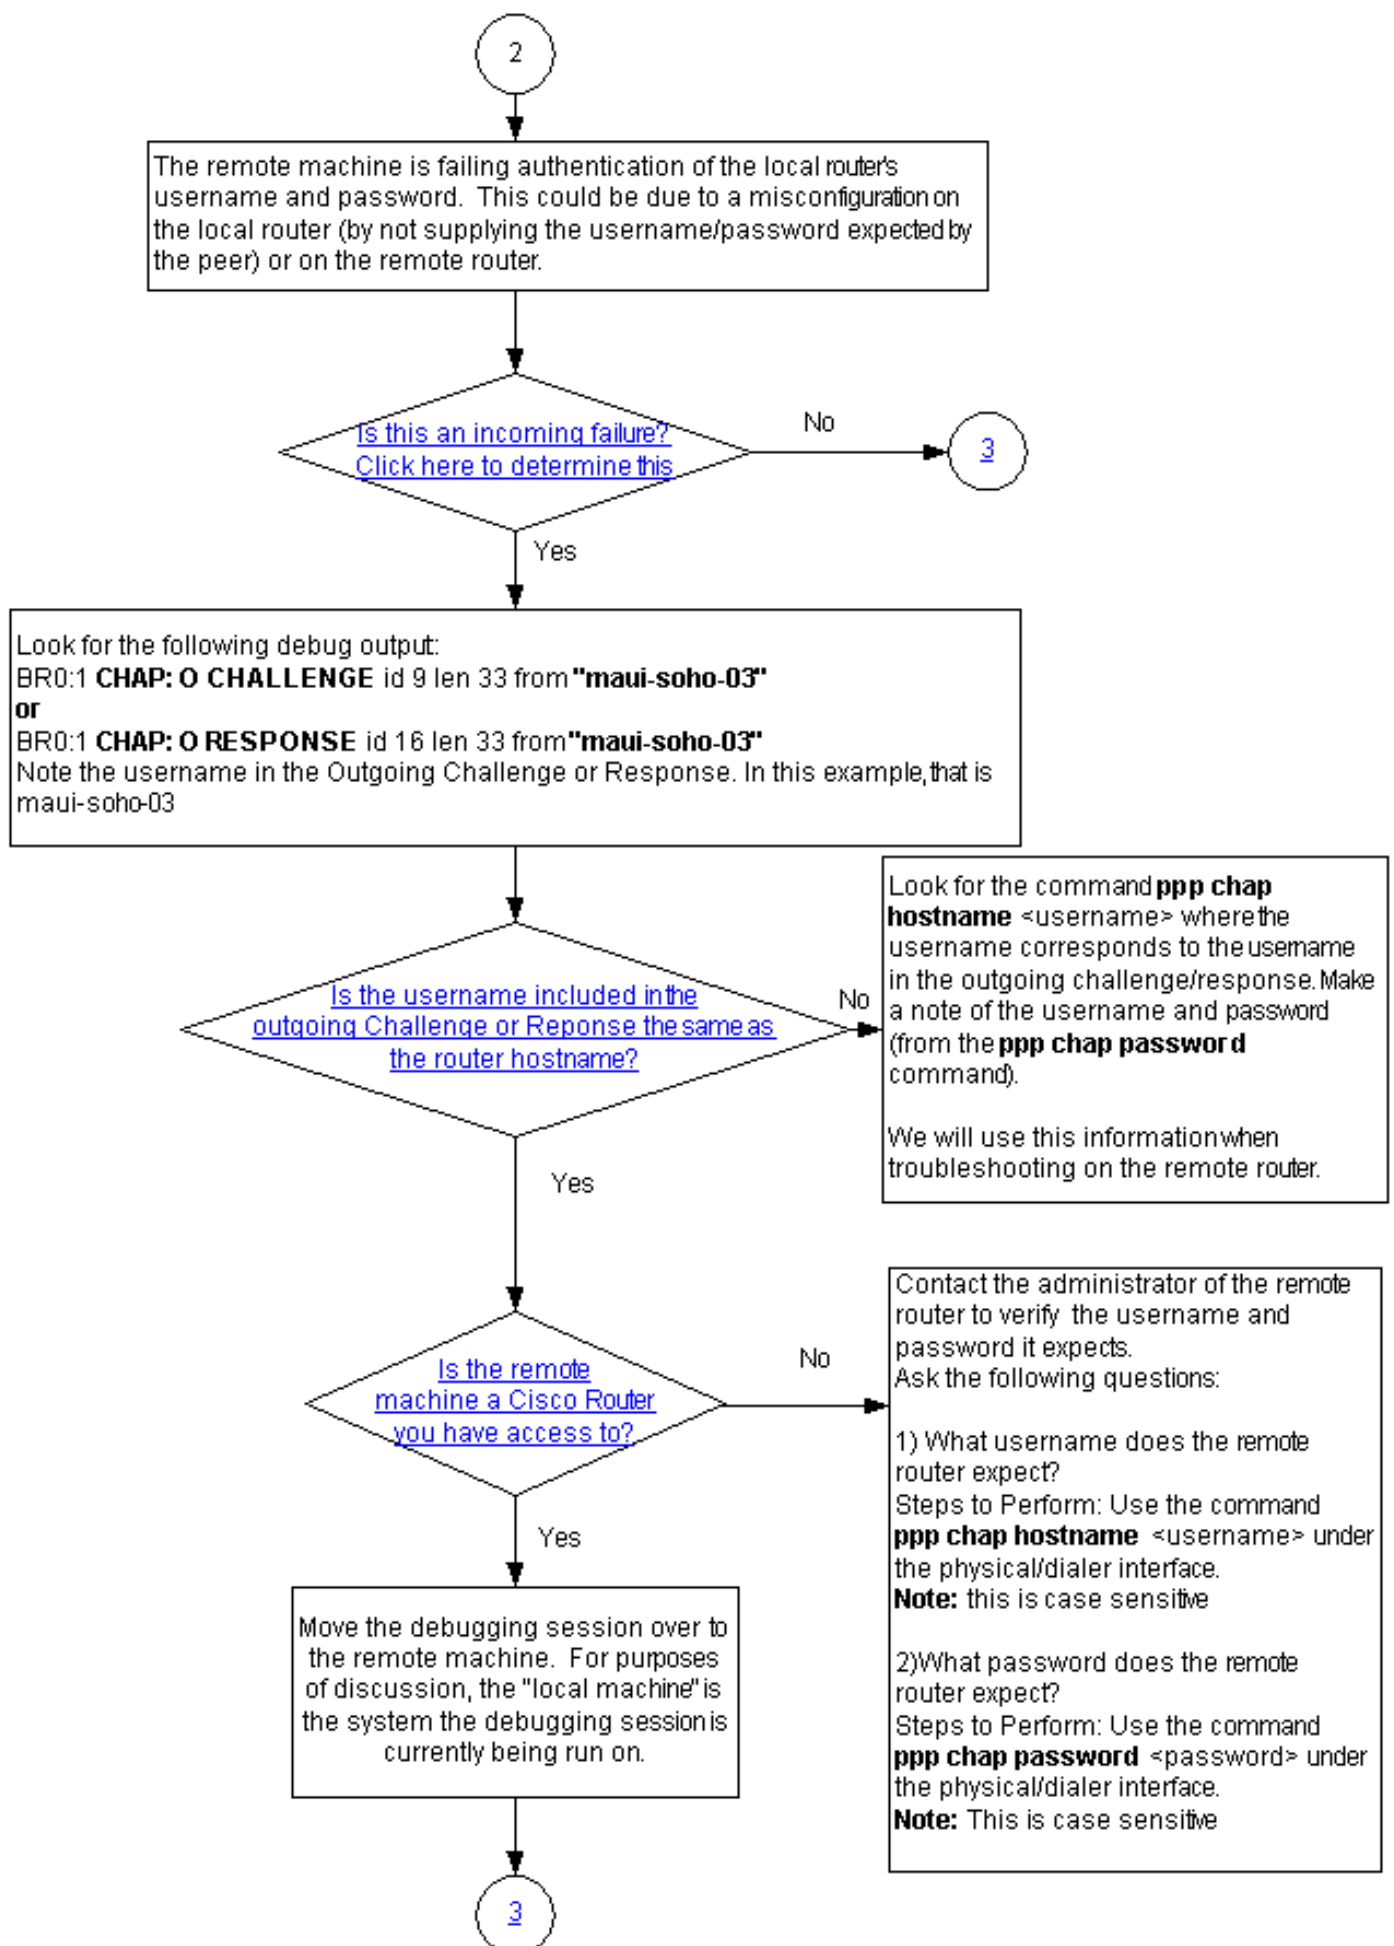 2
The remote machine is failing authentication of the local router's
username and password. This could be due to a misconfiguration on
the local router (by not supplying the username/password expected by
the peer) or on the remote router.
Is this an incoming failure?
Click here to determine this
No
3
Yes
Look for the following debug output:
BR0:1 CHAP: O CHALLENGE id 9 len 33 from "maui-soho-03"
or
BR0:1 CHAP: O RESPONSE id 16 len 33 from "maui-soho-03"
Note the username in the Outgoing Challenge or Response. In this example, that is
maui-soho-03
Is the username included in the
outgoing Challenge or Reponse the same as
the router hostname?
No
Look for the command ppp chap
hostname <username> where the
username corresponds to the username
in the outgoing challenge/response. Make
a note of the username and password
(from the ppp chap password
command).
We will use this information when
troubleshooting on the remote router.
Yes
Is the remote
machine a Cisco Router
you have access to?
No
Contact the administrator of the remote
router to verify the username and
password it expects.
Ask the following questions:
1) What username does the remote
router expect?
Steps to Perform: Use the command
ppp chap hostname <username> under
the physical/dialer interface.
Note: this is case sensitive
2)What password does the remote
router expect?
Steps to Perform: Use the command
ppp chap password <password> under
the physical/dialer interface.
Note: This is case sensitive
Yes
Move the debugging session over to
the remote machine. For purposes
of discussion, the "local machine" is
the system the debugging session is
currently being run on.
3